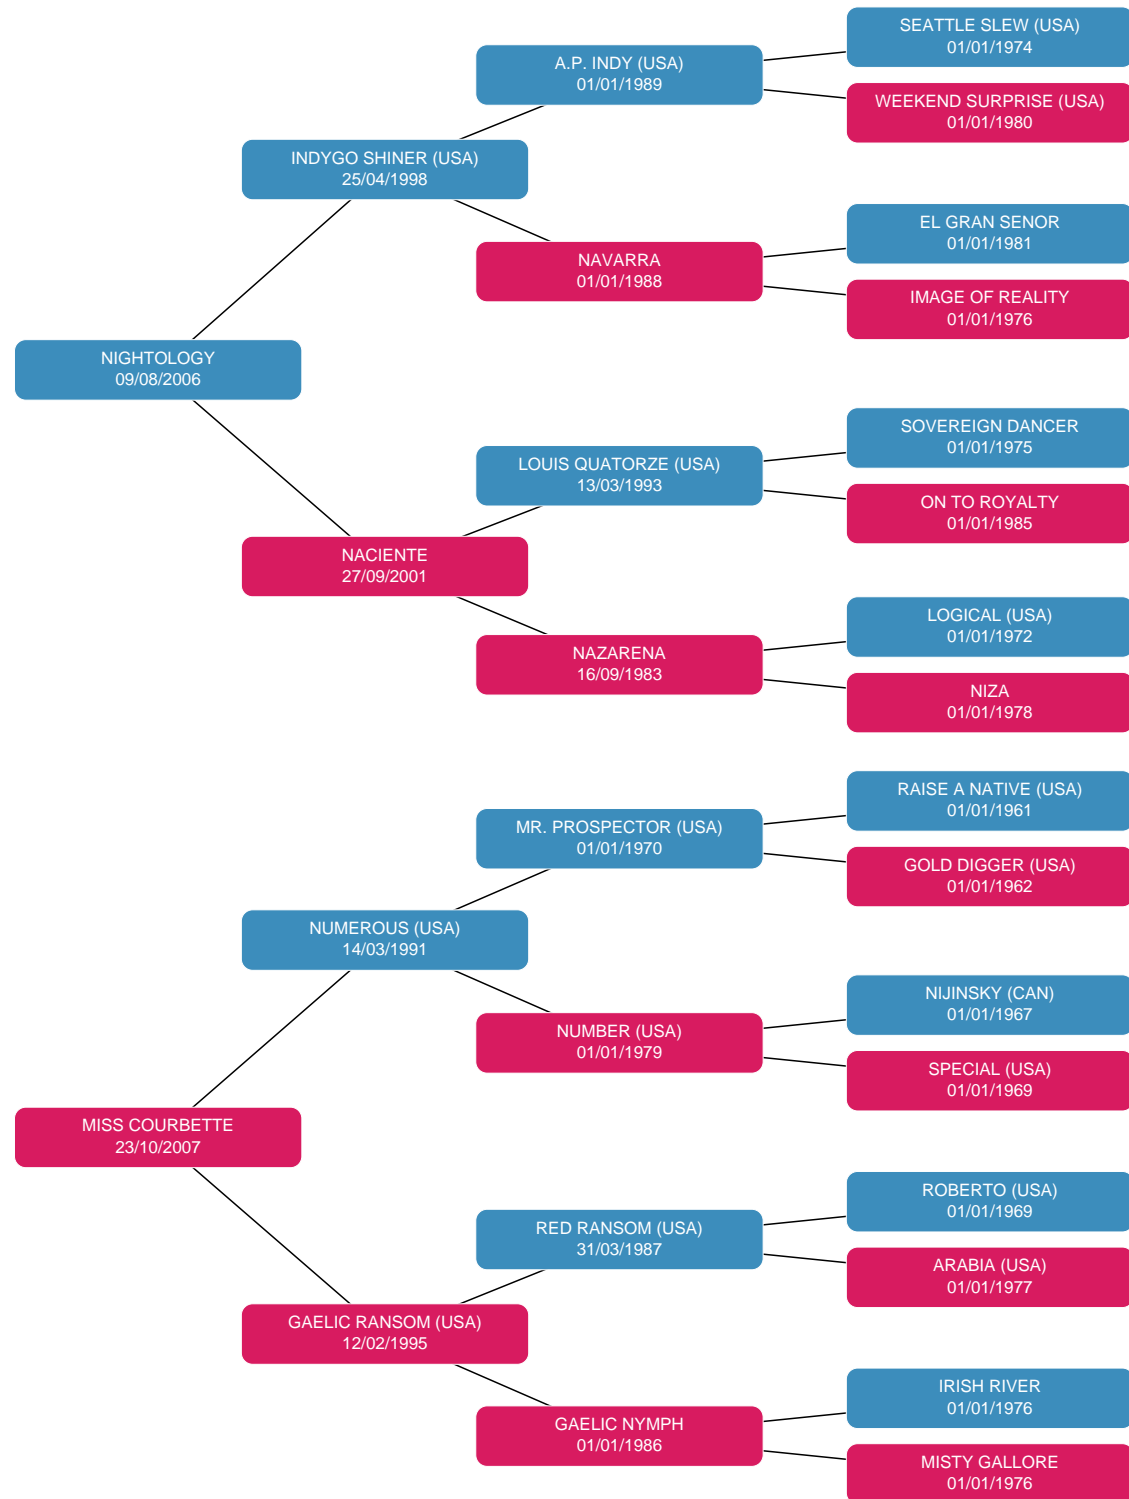 SEATTLE SLEW (USA)
01/01/1974
A.P. INDY (USA)
01/01/1989
WEEKEND SURPRISE (USA)
01/01/1980
INDYGO SHINER (USA)
25/04/1998
EL GRAN SENOR
01/01/1981
NAVARRA
01/01/1988
IMAGE OF REALITY
01/01/1976
NIGHTOLOGY
09/08/2006
SOVEREIGN DANCER
01/01/1975
LOUIS QUATORZE (USA)
13/03/1993
ON TO ROYALTY
01/01/1985
NACIENTE
27/09/2001
LOGICAL (USA)
01/01/1972
NAZARENA
16/09/1983
NIZA
01/01/1978
RAISE A NATIVE (USA)
01/01/1961
MR. PROSPECTOR (USA)
01/01/1970
GOLD DIGGER (USA)
01/01/1962
NUMEROUS (USA)
14/03/1991
NIJINSKY (CAN)
01/01/1967
NUMBER (USA)
01/01/1979
SPECIAL (USA)
01/01/1969
MISS COURBETTE
23/10/2007
ROBERTO (USA)
01/01/1969
RED RANSOM (USA)
31/03/1987
ARABIA (USA)
01/01/1977
GAELIC RANSOM (USA)
12/02/1995
IRISH RIVER
01/01/1976
GAELIC NYMPH
01/01/1986
MISTY GALLORE
01/01/1976